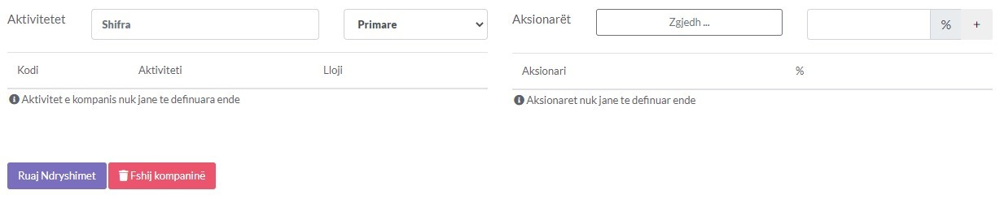 Aktivitetet
Shifra
Primare
Kodi Aktiviteti Lloji
Aktivitet e kompanis nuk jane te definuara ende
Aksionarët
Zgjedh ...
% +
Aksionari %
Aksionaret nuk jane te definuar ende
Ruaj Ndryshimet Fshij kompaninë